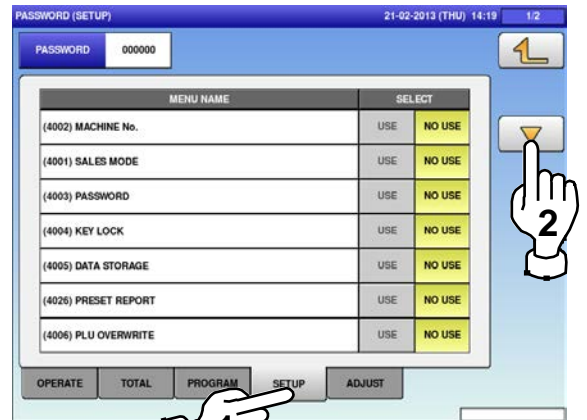 PASSWORD (SETUP) 21-02-2013 (THU) 14:19 1/2
PASSWORD 000000
MENU NAME SELECT
(4002) MACHINE No. USE NO USE
(4001) SALES MODE USE NO USE
(4003) PASSWORD USE NO USE
(4004) KEY LOCK USE NO USE
(4005) DATA STORAGE USE NO USE
(4026) PRESET REPORT USE NO USE
(4006) PLU OVERWRITE USE NO USE
2
OPERATE TOTAL PROGRAM SETUP ADJUST
1